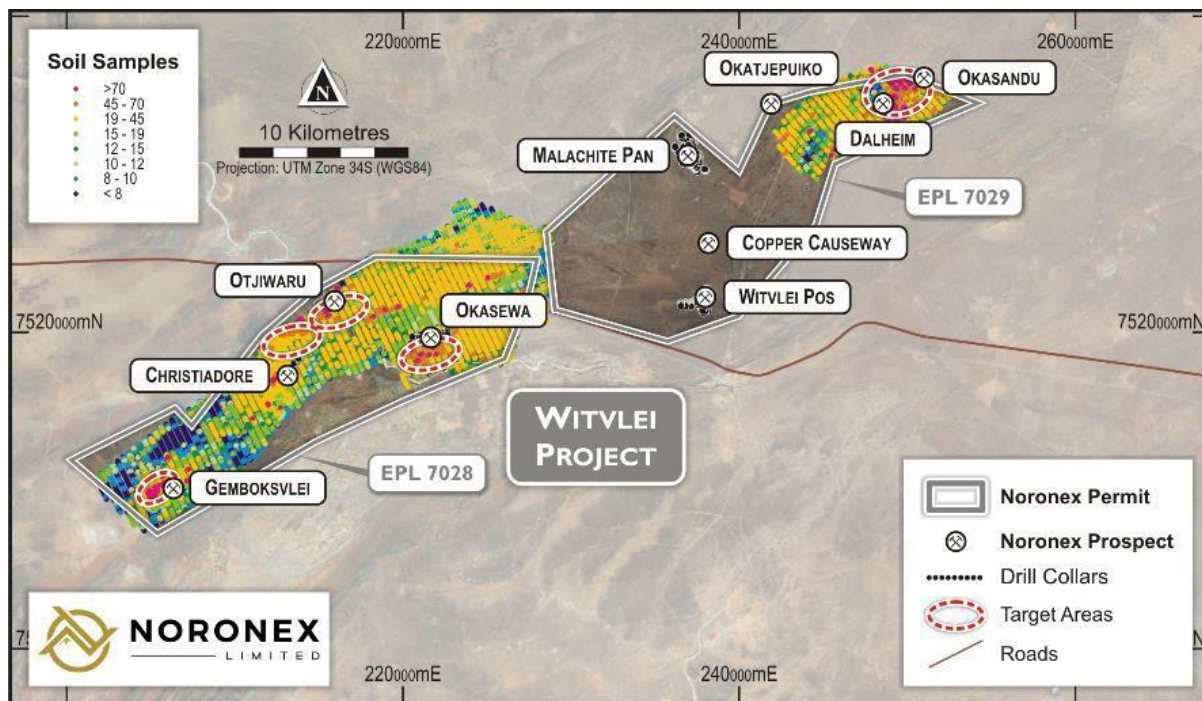 220000mE
240000mE
260000mE
Soil Samples
>70
45 - 70
19 - 45
15 - 19
12 - 15
10 - 12
8 - 10
< 8
N
10 Kilometres
Projection: UTM Zone 34S (WGS84)
OKATJEPUIKO
OKASANDU
DALHEIM
MALACHITE PAN
EPL 7029
COPPER CAUSEWAY
WITVLEI POS
OTJIWARU
OKASEWA
7520000mN
7520000mN
CHRISTIADORE
WITVLEI
PROJECT
EPL 7028
GEMBOKSVLEI
Noronex Permit
Noronex Prospect
Drill Collars
Target Areas
Roads
NORONEX
LIMITED
220000mE
240000mE